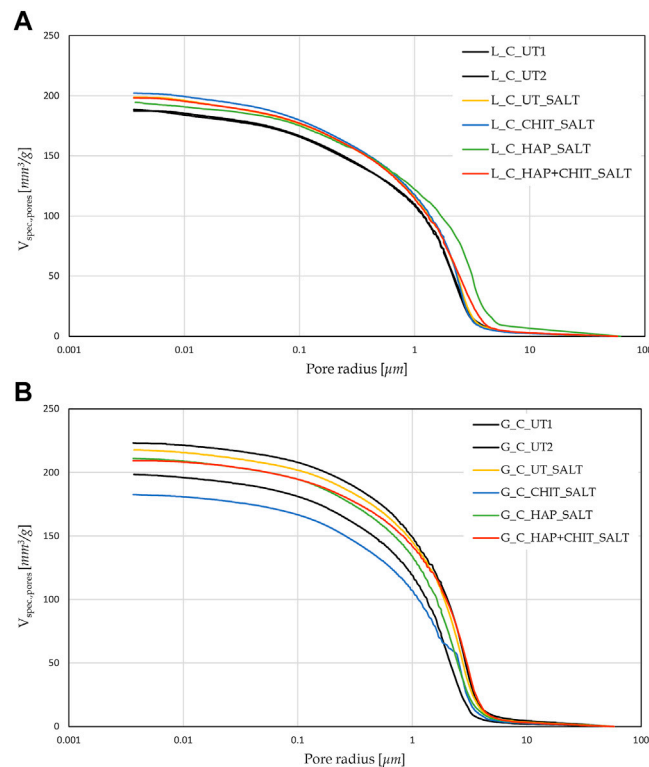 A
250
200
150
100
50
0
V_spec.,pores [mm³/g]
0.001 0.01 0.1 1 10 100
Pore radius [µm]
L_C_UT1
L_C_UT2
L_C_UT_SALT
L_C_CHIT_SALT
L_C_HAP_SALT
L_C_HAP+CHIT_SALT
B
250
200
150
100
50
0
V_spec.,pores [mm³/g]
0.001 0.01 0.1 1 10 100
Pore radius [µm]
G_C_UT1
G_C_UT2
G_C_UT_SALT
G_C_CHIT_SALT
G_C_HAP_SALT
G_C_HAP+CHIT_SALT